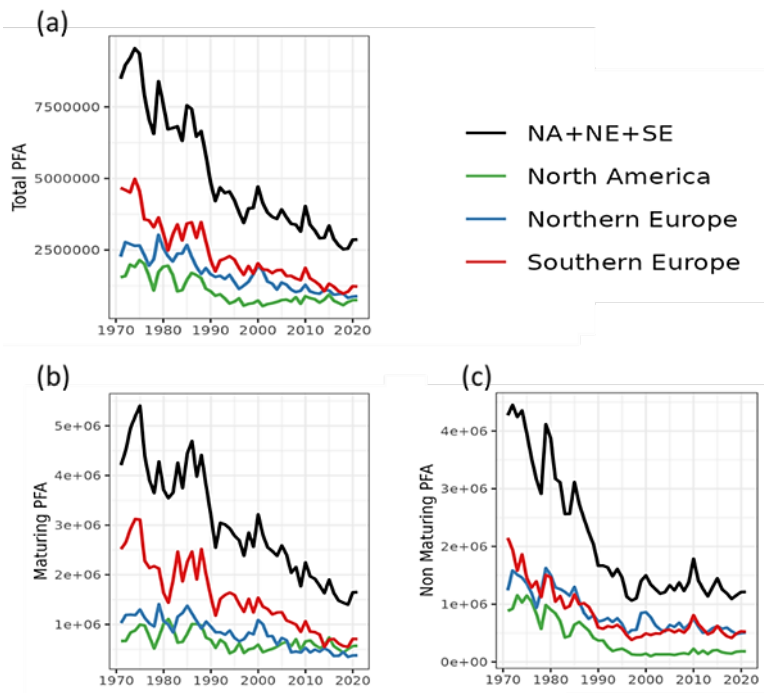 (a)
Total PFA
7500000
5000000
2500000
1970 1980 1990 2000 2010 2020
NA+NE+SE
North America
Northern Europe
Southern Europe
(b)
Maturing PFA
5e+06
4e+06
3e+06
2e+06
1e+06
1970 1980 1990 2000 2010 2020
(c)
Non Maturing PFA
4e+06
3e+06
2e+06
1e+06
0e+00
1970 1980 1990 2000 2010 2020